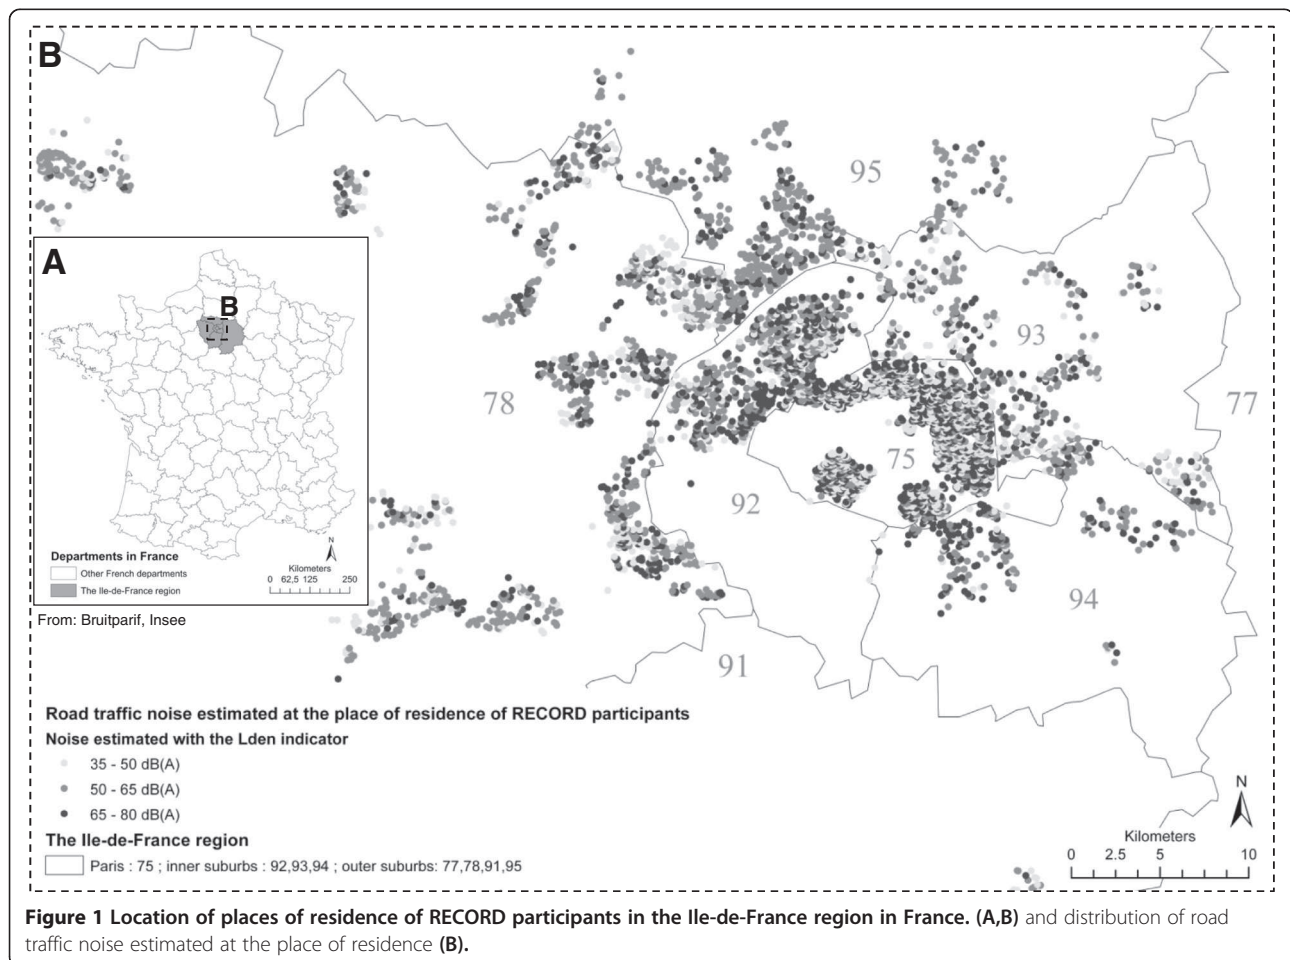 B
95
93
78
77
75
92
94
91
A
B
N
Departments in France
Other French departments
The Ile-de-France region
Kilometers
0 62,5 125 250
From: Bruitparif, Insee
Road traffic noise estimated at the place of residence of RECORD participants
Noise estimated with the Lden indicator
35 - 50 dB(A)
50 - 65 dB(A)
65 - 80 dB(A)
The Ile-de-France region
Paris : 75 ; inner suburbs : 92,93,94 ; outer suburbs: 77,78,91,95
N
Kilometers
0 2.5 5 10
Figure 1 Location of places of residence of RECORD participants in the Ile-de-France region in France. (A,B) and distribution of road
traffic noise estimated at the place of residence (B).